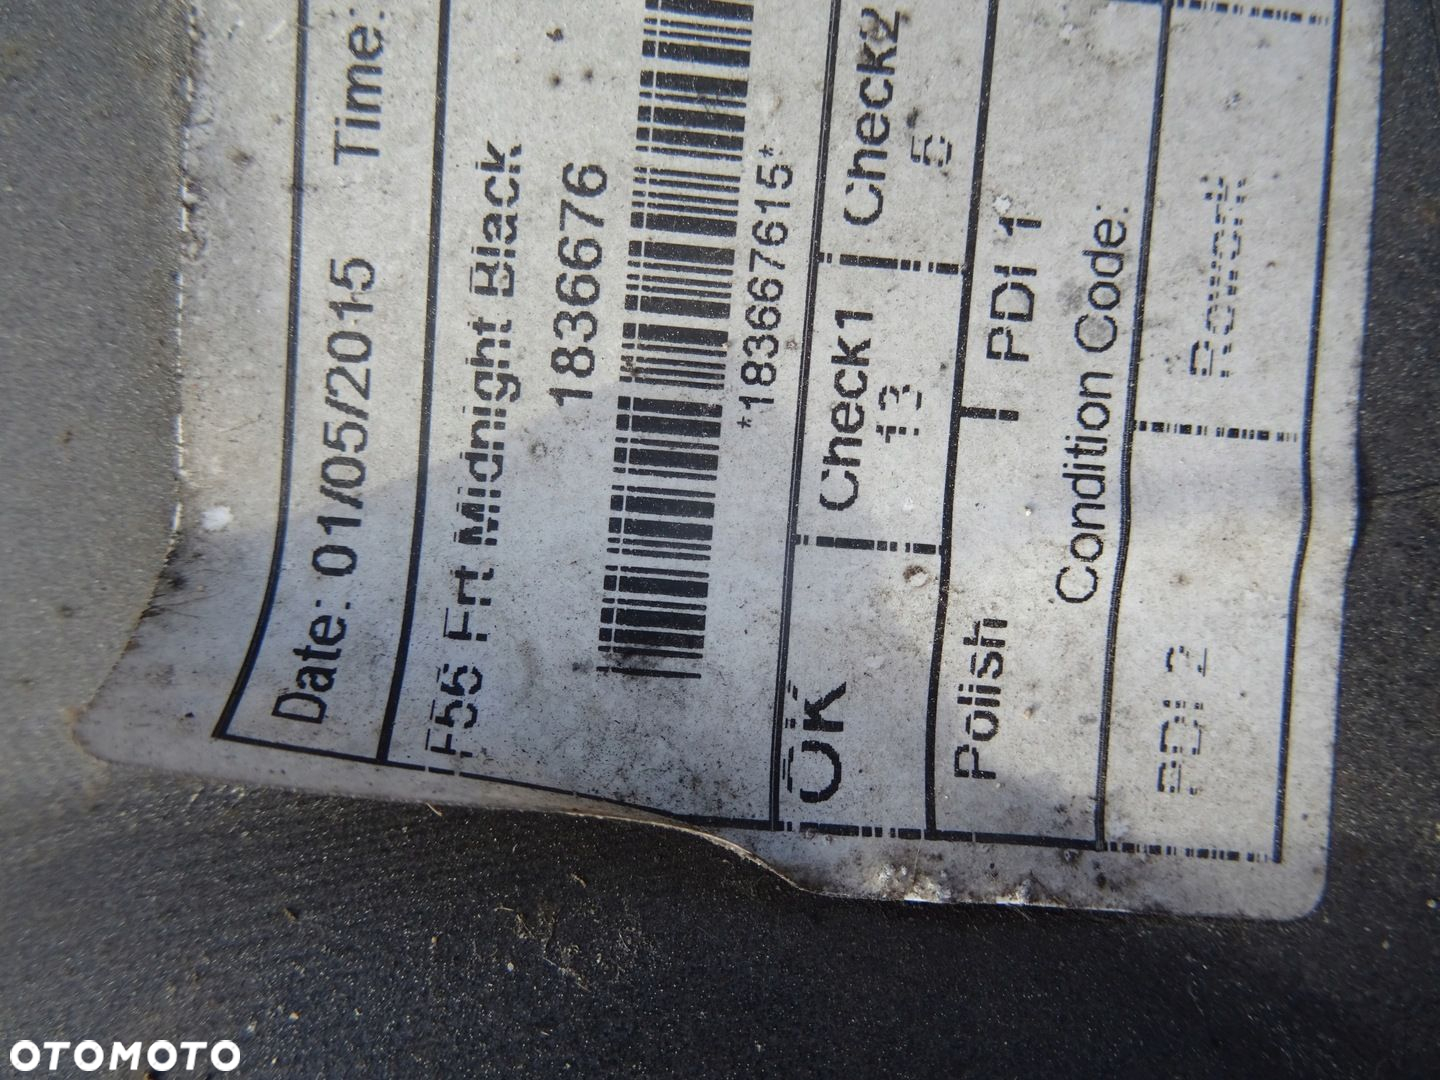 Date: 01/05/2015 Time:
F55 Frt Midnight Black
1836676
*183667615*
OK Check1 Check2
13 5
Polish PDI 1
Condition Code:
PDI 2 Rework
OTOMOTO